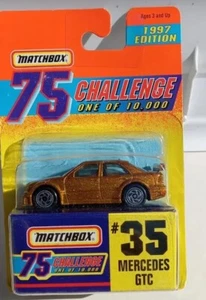 MATCHBOX
Ages 3 and Up
1997
EDITION
75 CHALLENGE
ONE OF 10,000
MATCHBOX
75 CHALLENGE
ONE OF 10,000
#35
MERCEDES
GTC